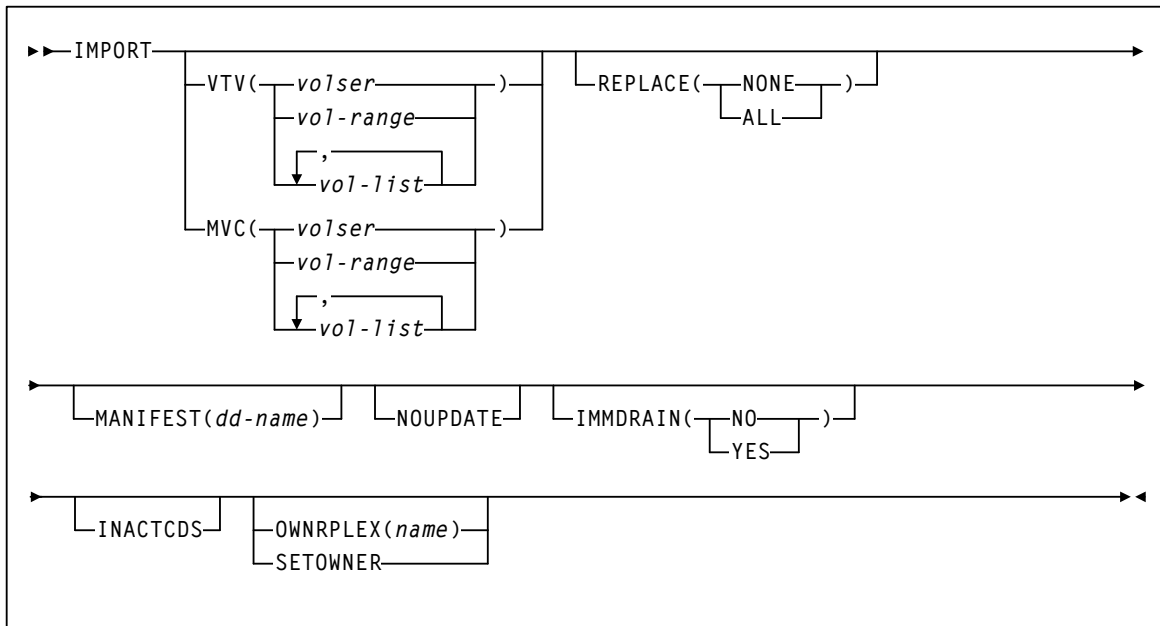 IMPORT
VTV( volser ) REPLACE( NONE )
vol-range ALL
,
vol-list
MVC( volser )
vol-range
,
vol-list
MANIFEST(dd-name) NOUPDATE IMMDRAIN( NO )
YES
INACTCDS OWNRPLEX(name)
SETOWNER